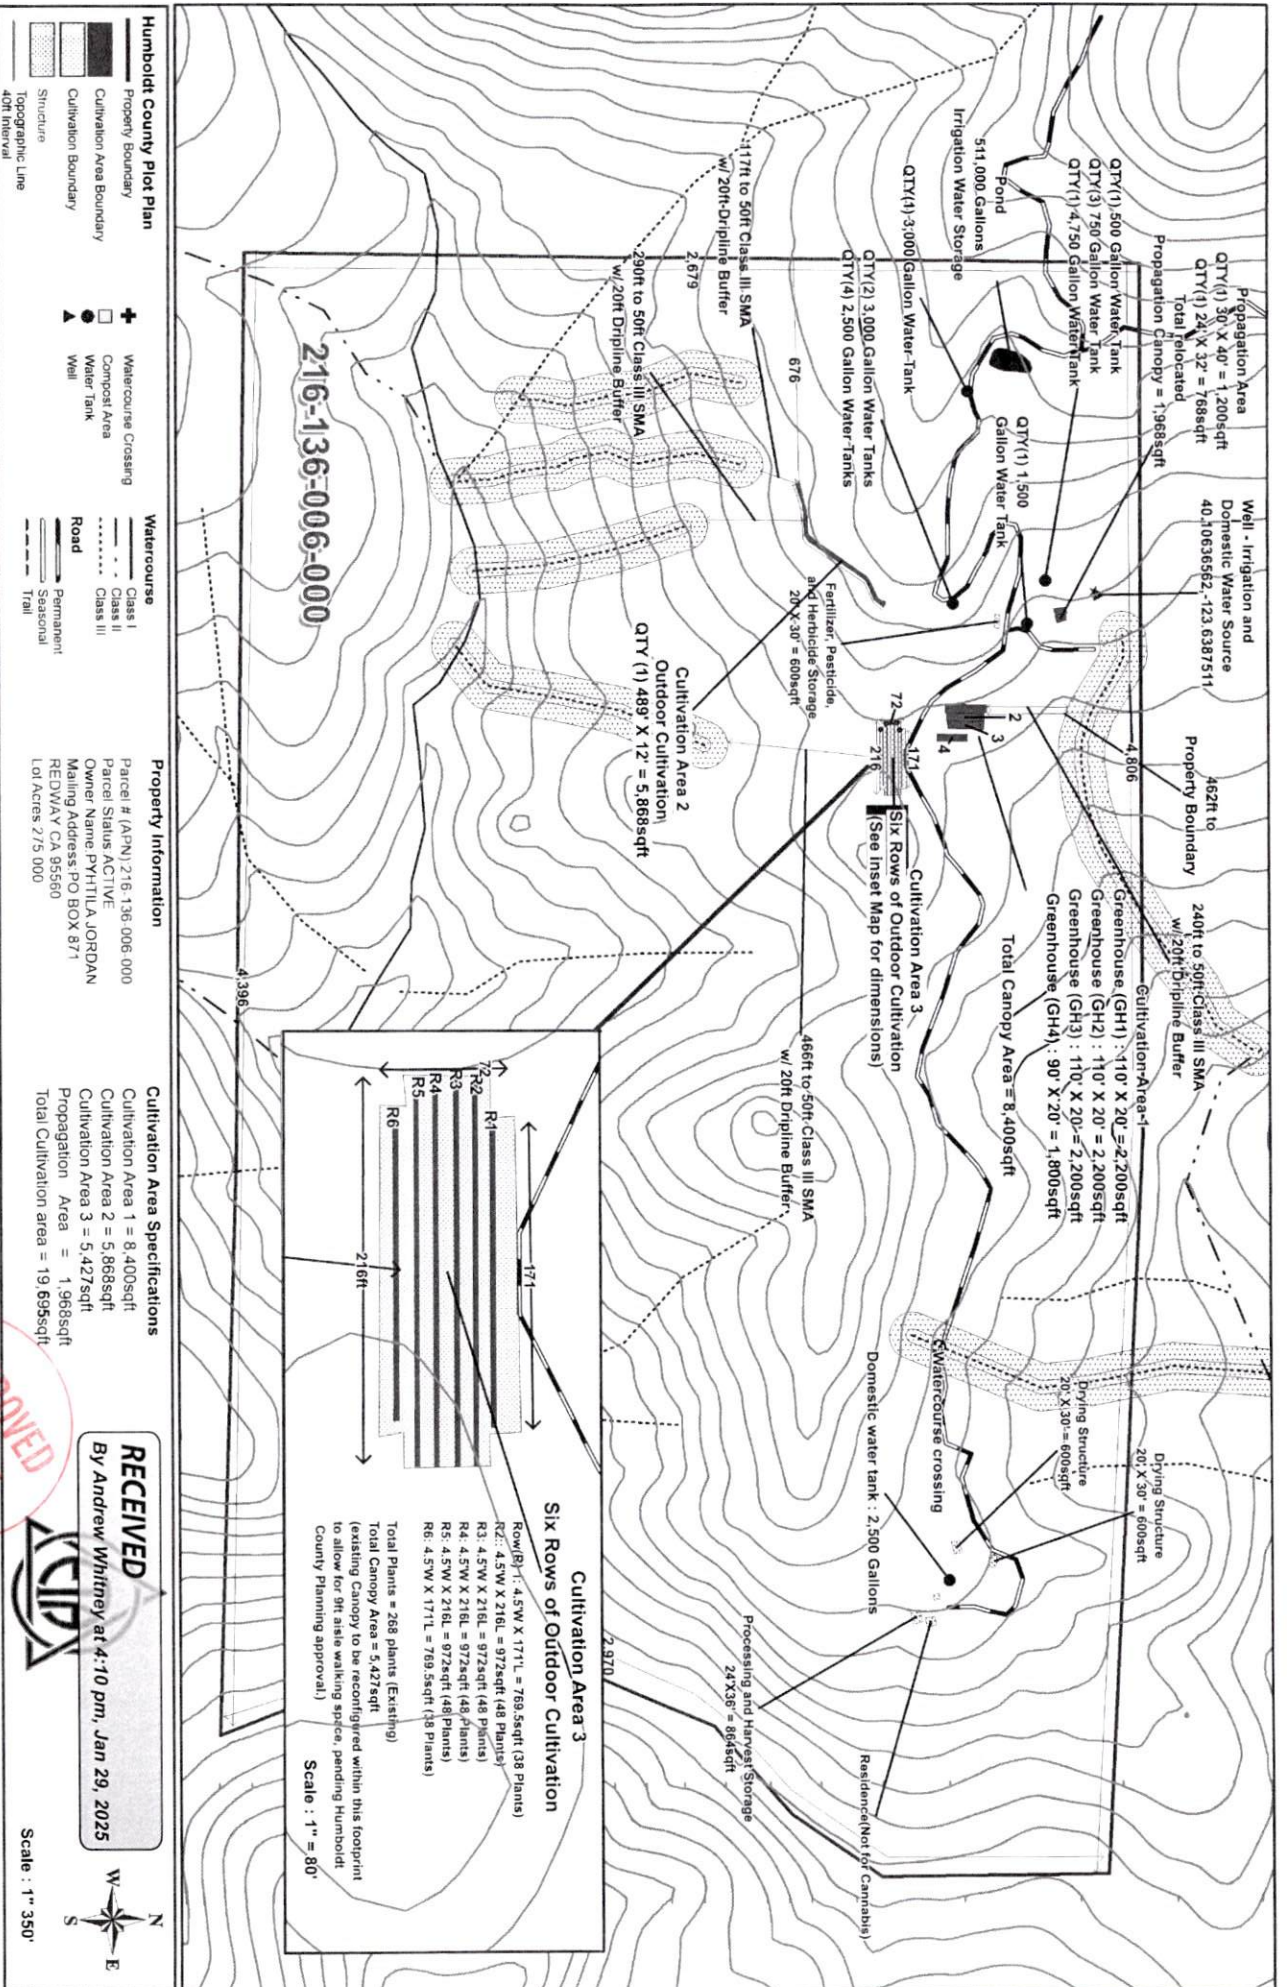 Propagation Area
QTY(1) 30' X 40' = 1,200sqft
QTY(1) 24' X 32' = 768sqft
Total relocated
Propagation Canopy = 1,968sqft
QTY(1) 500 Gallon Water Tank
QTY(3) 750 Gallon Water Tank
QTY(1) 4,750 Gallon Water Tank
Pond
511,000 Gallons
Irrigation Water Storage
QTY(1) 3,000 Gallon Water Tank
QTY(2) 3,000 Gallon Water Tanks
QTY(4) 2,500 Gallon Water Tanks
QTY(1) 1,500
Gallon Water Tank
Well - Irrigation and
Domestic Water Source
40.10636562, -123.6387511
462ft to
Property Boundary
4,806
240ft to 50ft Class III SMA
w/ 20ft Dripline Buffer
Cultivation Area 1
Greenhouse (GH1) : 110' X 20' = 2,200sqft
Greenhouse (GH2) : 110' X 20' = 2,200sqft
Greenhouse (GH3) : 110' X 20' = 2,200sqft
Greenhouse (GH4) : 90' X 20' = 1,800sqft
Total Canopy Area = 8,400sqft
2
3
4
72
171
216
Cultivation Area 3
Six Rows of Outdoor Cultivation
(See inset Map for dimensions)
Fertilizer, Pesticide,
and Herbicide Storage
20' X 30' = 600sqft
117ft to 50ft Class III SMA
w/ 20ft Dripline Buffer
676
2,679
290ft to 50ft Class III SMA
w/ 20ft Dripline Buffer
Cultivation Area 2
Outdoor Cultivation
QTY (1) 489' X 12' = 5,868sqft
466ft to 50ft Class III SMA
w/ 20ft Dripline Buffer
Drying Structure
20' X 30' = 600sqft
Drying Structure
20' X 30' = 600sqft
Watercourse crossing
Domestic water tank : 2,500 Gallons
Processing and Harvest Storage
24'X36' = 864sqft
Residence(Not for Cannabis)
216-136-006-000
4,396
2,970
72
R1
R2
R3
R4
R5
R6
171
216ft
Cultivation Area 3
Six Rows of Outdoor Cultivation
Row(R) 1: 4.5'W X 171'L = 769.5sqft (38 Plants)
R2: 4.5'W X 216L = 972sqft (48 Plants)
R3: 4.5'W X 216L = 972sqft (48 Plants)
R4: 4.5'W X 216L = 972sqft (48 Plants)
R5: 4.5'W X 216L = 972sqft (48 Plants)
R6: 4.5'W X 171'L = 769.5sqft (38 Plants)
Total Plants = 268 plants (Existing)
Total Canopy Area = 5,427sqft
(existing Canopy to be reconfigured within this footprint
to allow for 9ft aisle walking space, pending Humboldt
County Planning approval.)
Scale : 1" = 80'
Humboldt County Plot Plan
Property Boundary
Cultivation Area Boundary
Cultivation Boundary
Structure
Topographic Line
40ft Interval
Watercourse Crossing
Compost Area
Water Tank
Well
Watercourse
Class I
Class II
Class III
Road
Permanent
Seasonal
Trail
Property Information
Parcel # (APN):216-136-006-000
Parcel Status:ACTIVE
Owner Name:PYHTILA JORDAN
Mailing Address:PO BOX 871
REDWAY CA 95560
Lot Acres 275.000
Cultivation Area Specifications
Cultivation Area 1 = 8,400sqft
Cultivation Area 2 = 5,868sqft
Cultivation Area 3 = 5,427sqft
Propagation Area = 1,968sqft
Total Cultivation area = 19,695sqft
RECEIVED
By Andrew Whitney at 4:10 pm, Jan 29, 2025
N
W
E
S
Scale : 1" 350'